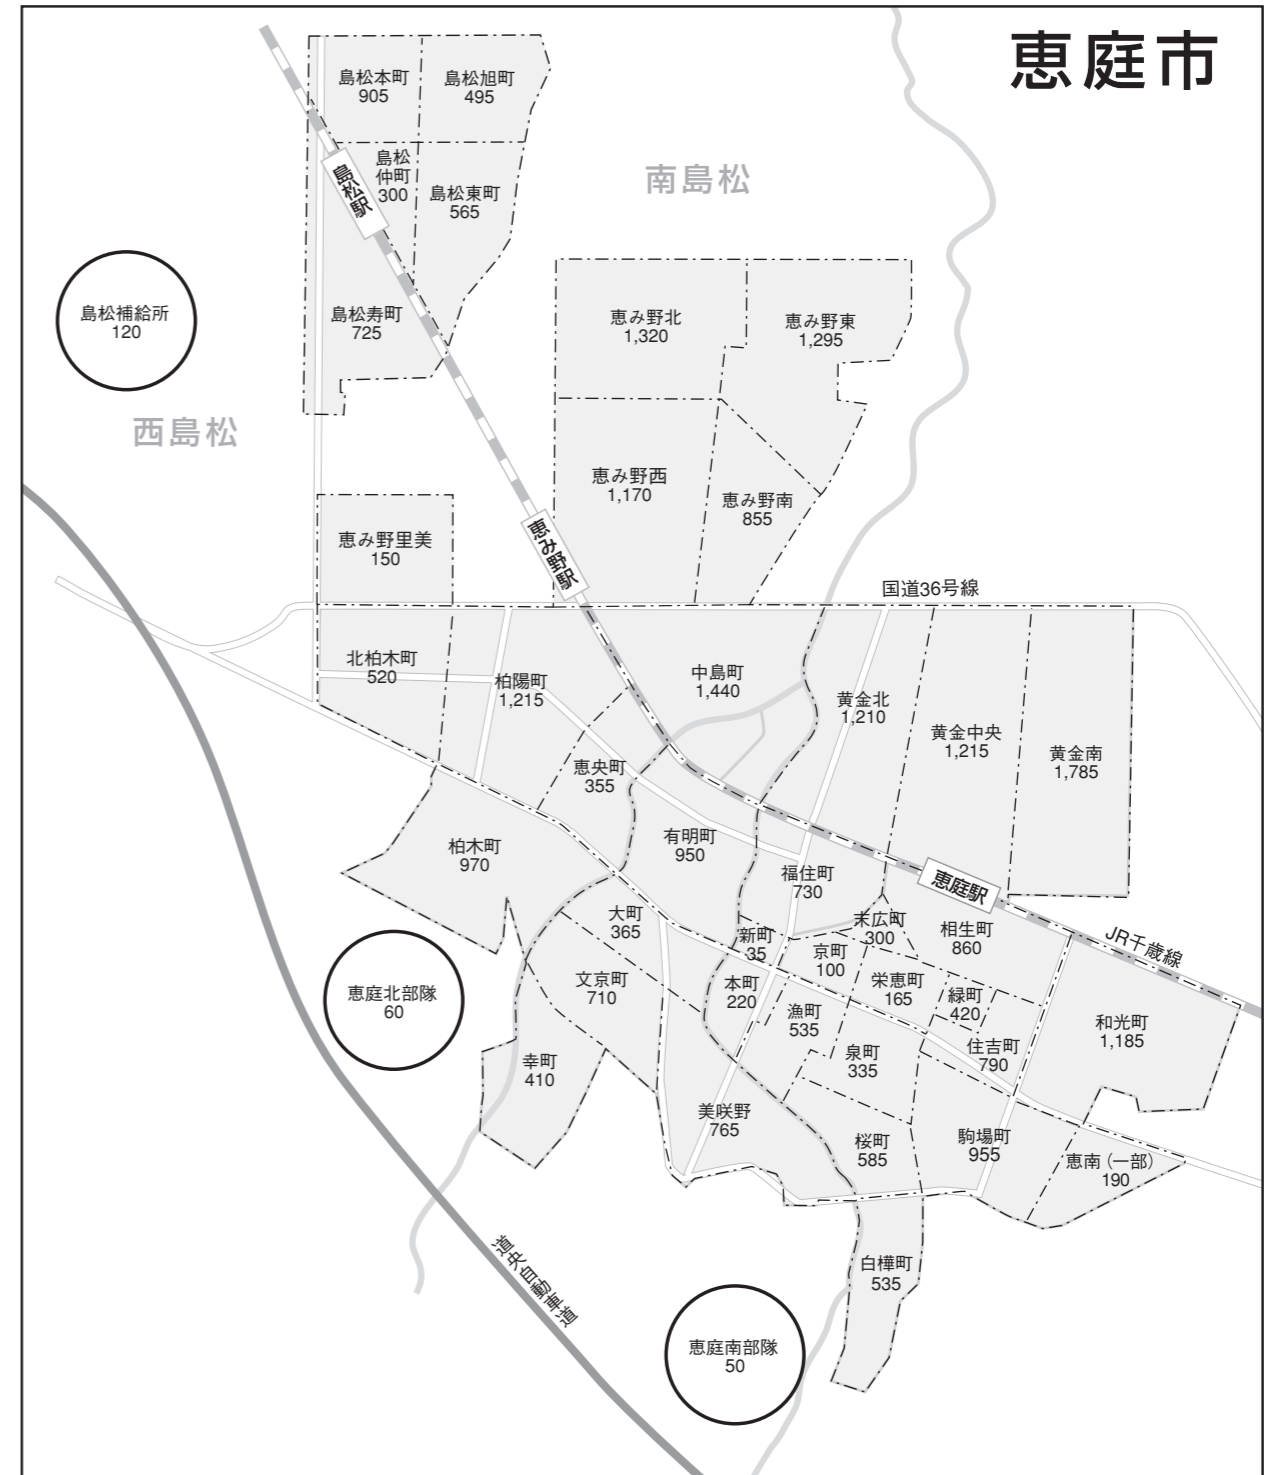 恵庭市
島松本町
905
島松旭町
495
島松
仲町
300
島松東町
565
島松駅
南島松
島松補給所
120
島松寿町
725
恵み野北
1,320
恵み野東
1,295
西島松
恵み野西
1,170
恵み野南
855
恵み野里美
150
恵み野駅
国道36号線
北柏木町
520
柏陽町
1,215
中島町
1,440
黄金北
1,210
黄金中央
1,215
黄金南
1,785
恵央町
355
有明町
950
柏木町
970
福住町
730
恵庭駅
大町
365
新町
35
末広町
300
相生町
860
JR千歳線
京町
100
文京町
710
本町
220
栄恵町
165
緑町
420
恵庭北部隊
60
漁町
535
和光町
1,185
泉町
335
住吉町
790
幸町
410
美咲野
765
桜町
585
駒場町
955
恵南（一部）
190
道央自動車道
白樺町
535
恵庭南部隊
50